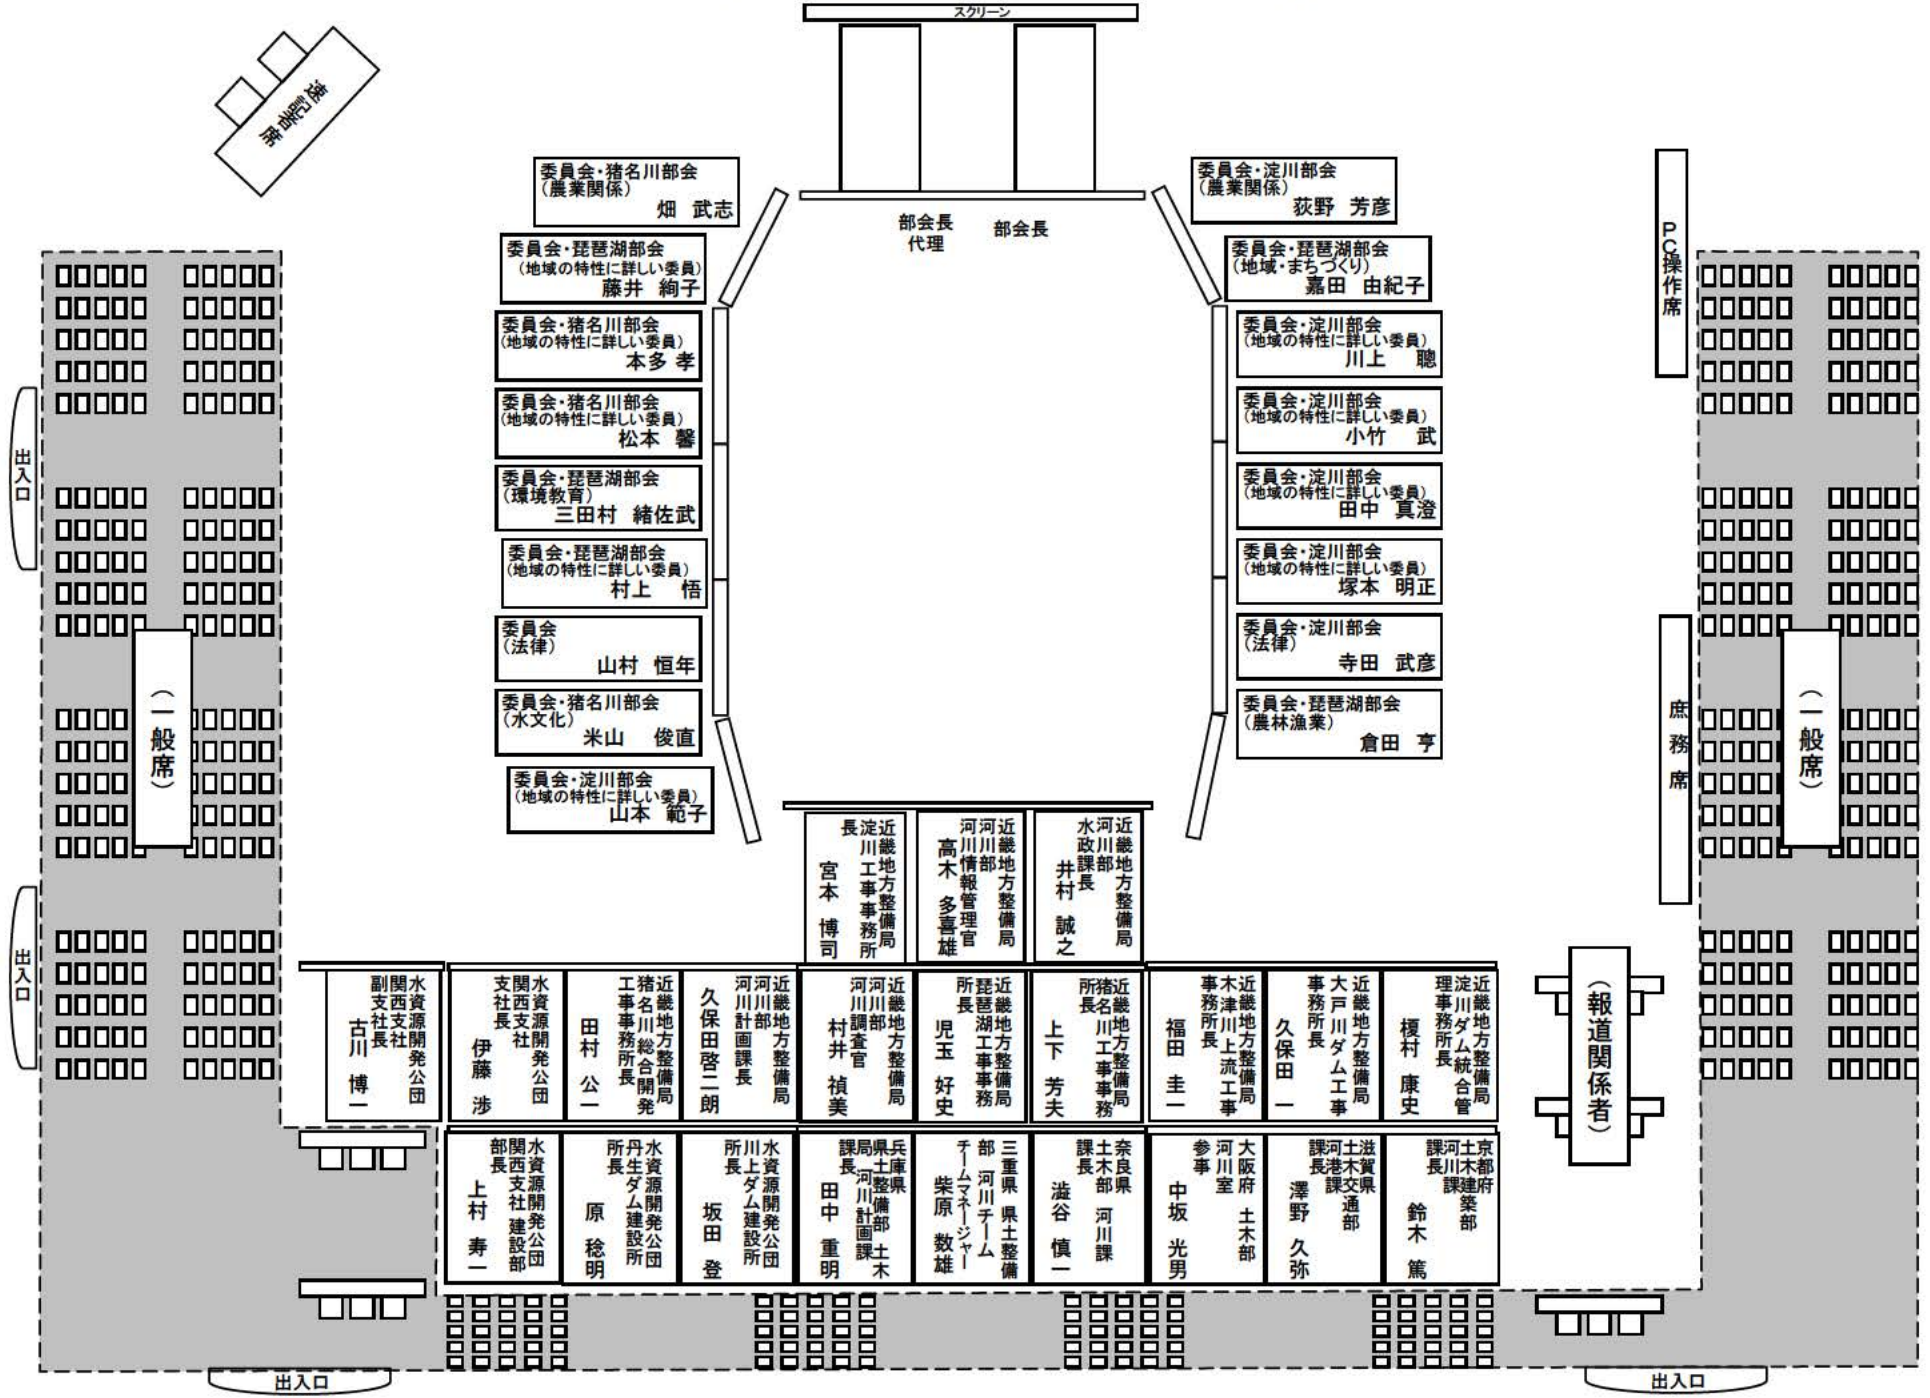 スクリーン
速記者席
部会長
代理
部会長
委員会・猪名川部会
(農業関係)
畑 武志
委員会・琵琶湖部会
(地域の特性に詳しい委員)
藤井 絢子
委員会・猪名川部会
(地域の特性に詳しい委員)
本多 孝
委員会・猪名川部会
(地域の特性に詳しい委員)
松本 馨
委員会・琵琶湖部会
(環境教育)
三田村 緒佐武
委員会・琵琶湖部会
(地域の特性に詳しい委員)
村上 悟
委員会
(法律)
山村 恒年
委員会・猪名川部会
(水文化)
米山 俊直
委員会・淀川部会
(地域の特性に詳しい委員)
山本 範子
委員会・淀川部会
(農業関係)
荻野 芳彦
委員会・琵琶湖部会
(地域・まちづくり)
嘉田 由紀子
委員会・淀川部会
(地域の特性に詳しい委員)
川上 聰
委員会・淀川部会
(地域の特性に詳しい委員)
小竹 武
委員会・淀川部会
(地域の特性に詳しい委員)
田中 真澄
委員会・淀川部会
(地域の特性に詳しい委員)
塚本 明正
委員会・淀川部会
(法律)
寺田 武彦
委員会・琵琶湖部会
(農林漁業)
倉田 亨
PC操作席
庶務席
出入口
出入口
(一般席)
(一般席)
(報道関係者)
近畿地方整備局
淀川工事事務所
長
宮本 博司
近畿地方整備局
河川部
河川情報管理官
高木 多喜雄
近畿地方整備局
河川部
水政課長
井村 誠之
水資源開発公団
関西支社
副支社長
古川 博一
水資源開発公団
関西支社
支社長
伊藤 渉
近畿地方整備局
猪名川総合開発
工事事務所長
田村 公一
近畿地方整備局
河川部
河川計画課長
久保田啓二朗
近畿地方整備局
河川部
河川調査官
村井 禎美
近畿地方整備局
琵琶湖工事事務
所長
児玉 好史
近畿地方整備局
猪名川工事事務
所長
上下 芳夫
近畿地方整備局
木津川上流工事
事務所長
福田 圭一
近畿地方整備局
大戸川ダム工事
事務所長
久保田 一
近畿地方整備局
淀川ダム統合管
理事務所長
榎村 康史
水資源開発公団
関西支社 建設部
部長
上村 寿一
水資源開発公団
丹生ダム建設所
所長
原 稔明
水資源開発公団
川上ダム建設所
所長
坂田 登
兵庫県
県土整備部 土木
局 河川計画課
課長
田中 重明
三重県 県土整備
部 河川チーム
チームマネージャー
柴原 数雄
奈良県
土木部 河川課
課長
澁谷 慎一
大阪府 土木部
河川室
参事
中坂 光男
滋賀県
土木交通部
河港課
課長
澤野 久弥
京都府
土木建築部
河川課
課長
鈴木 篤
出入口
出入口